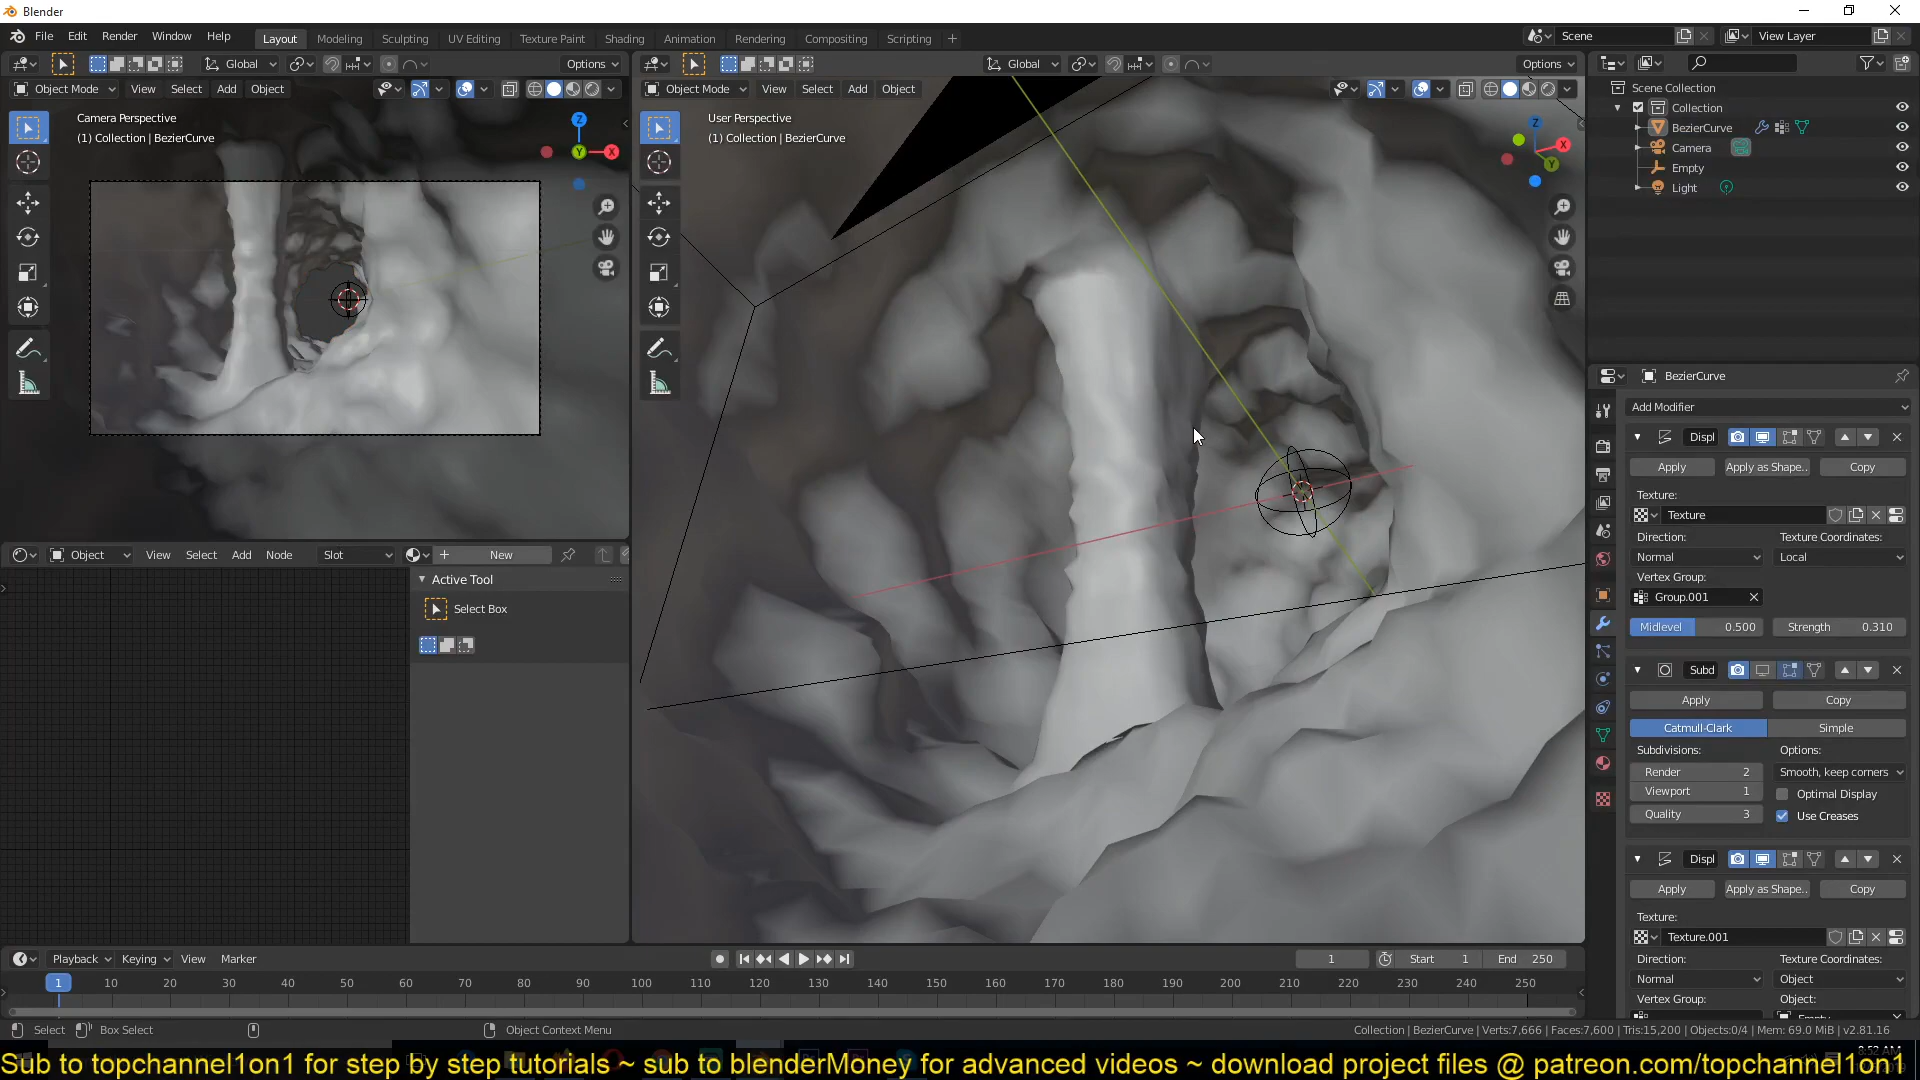 Blender
File Edit Render Window Help Layout Modeling Sculpting UV Editing Texture Paint Shading Animation Rendering Compositing Scripting + Scene View Layer
Global Options Global Options
Object Mode View Select Add Object Object Mode View Select Add Object
Camera Perspective
(1) Collection | BezierCurve
User Perspective
(1) Collection | BezierCurve
Z
Y
X
Z
X
Y
Scene Collection
Collection
BezierCurve
Camera
Empty
Light
BezierCurve
Add Modifier
Displ
Apply Apply as Shape.. Copy
Texture:
Texture
Direction: Texture Coordinates:
Normal Local
Vertex Group:
Group.001
Midlevel 0.500 Strength 0.310
Subd
Apply Copy
Catmull-Clark Simple
Subdivisions: Options:
Render 2 Smooth, keep corners
Viewport 1 Optimal Display
Quality 3 Use Creases
Displ
Apply Apply as Shape.. Copy
Texture:
Texture.001
Direction: Texture Coordinates:
Normal Object
Vertex Group: Object:
Object View Select Add Node Slot New
Active Tool
Select Box
Playback Keying View Marker 1 Start 1 End 250
1 10 20 30 40 50 60 70 80 90 100 110 120 130 140 150 160 170 180 190 200 210 220 230 240 250
Select Box Select Object Context Menu Collection | BezierCurve | Verts:7,666 | Faces:7,600 | Tris:15,200 | Objects:0/4 | Mem: 69.0 MiB | v2.81.16
Sub to topchannel1on1 for step by step tutorials ~ sub to blenderMoney for advanced videos ~ download project files @ patreon.com/topchannel1on1